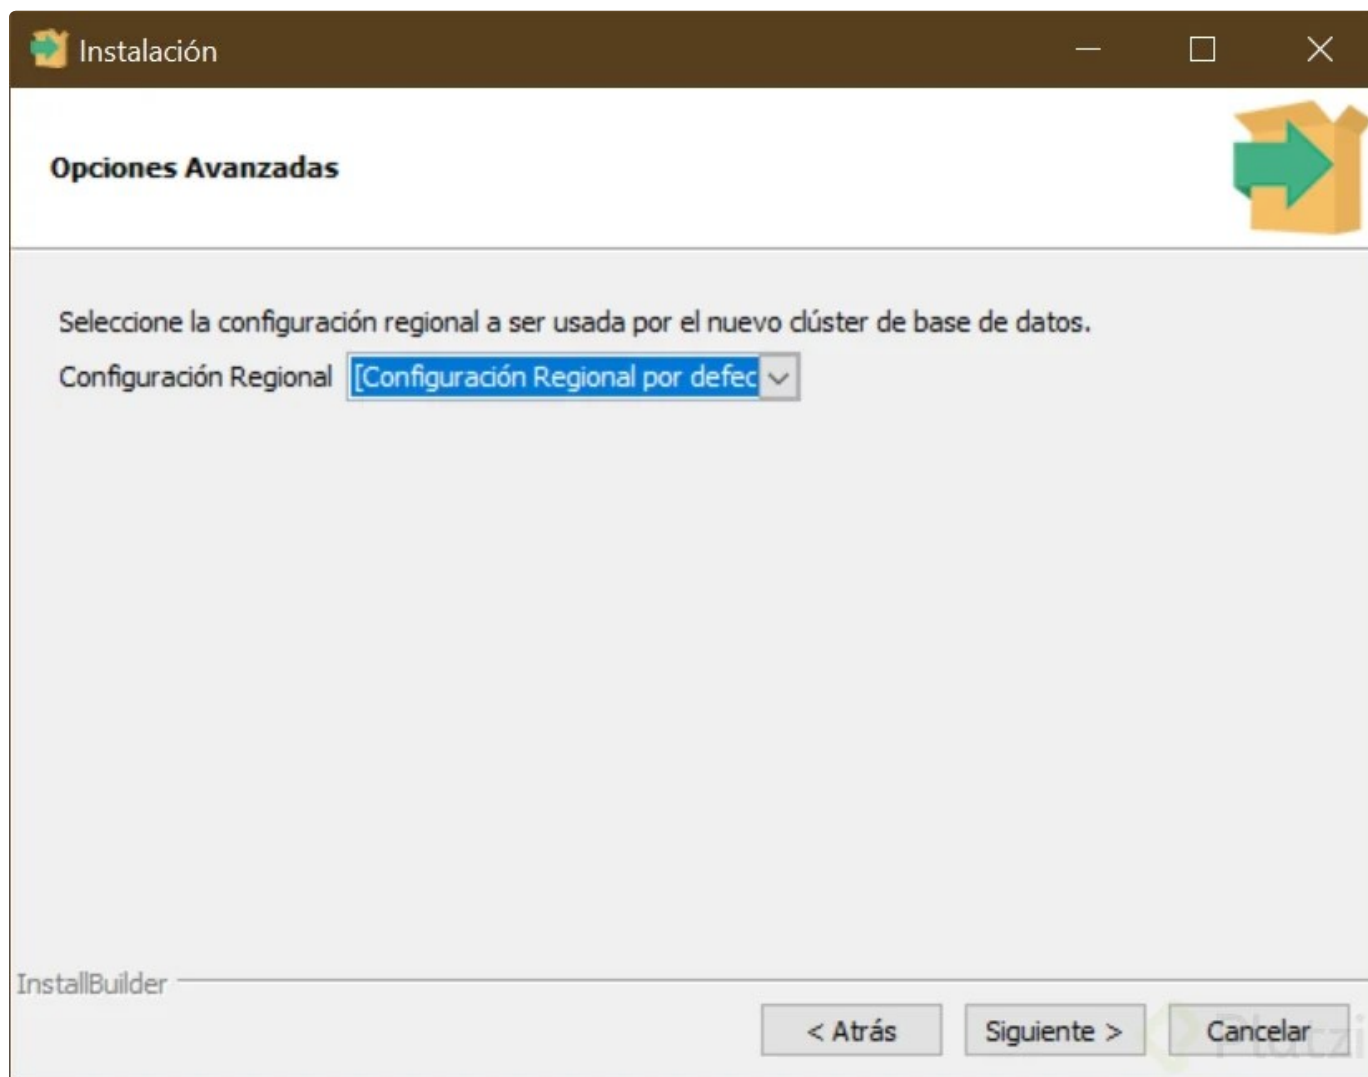 Instalación
Opciones Avanzadas
Seleccione la configuración regional a ser usada por el nuevo clúster de base de datos.
Configuración Regional [Configuración Regional por defec
InstallBuilder
< Atrás Siguiente > Cancelar
Platzi